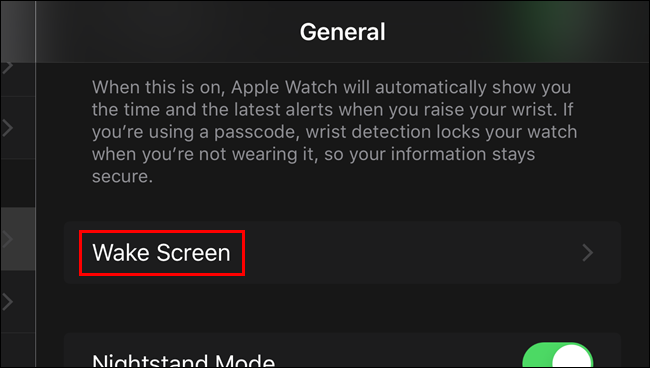 General
When this is on, Apple Watch will automatically show you
the time and the latest alerts when you raise your wrist. If
you’re using a passcode, wrist detection locks your watch
when you’re not wearing it, so your information stays
secure.
Wake Screen
Nightstand Mode